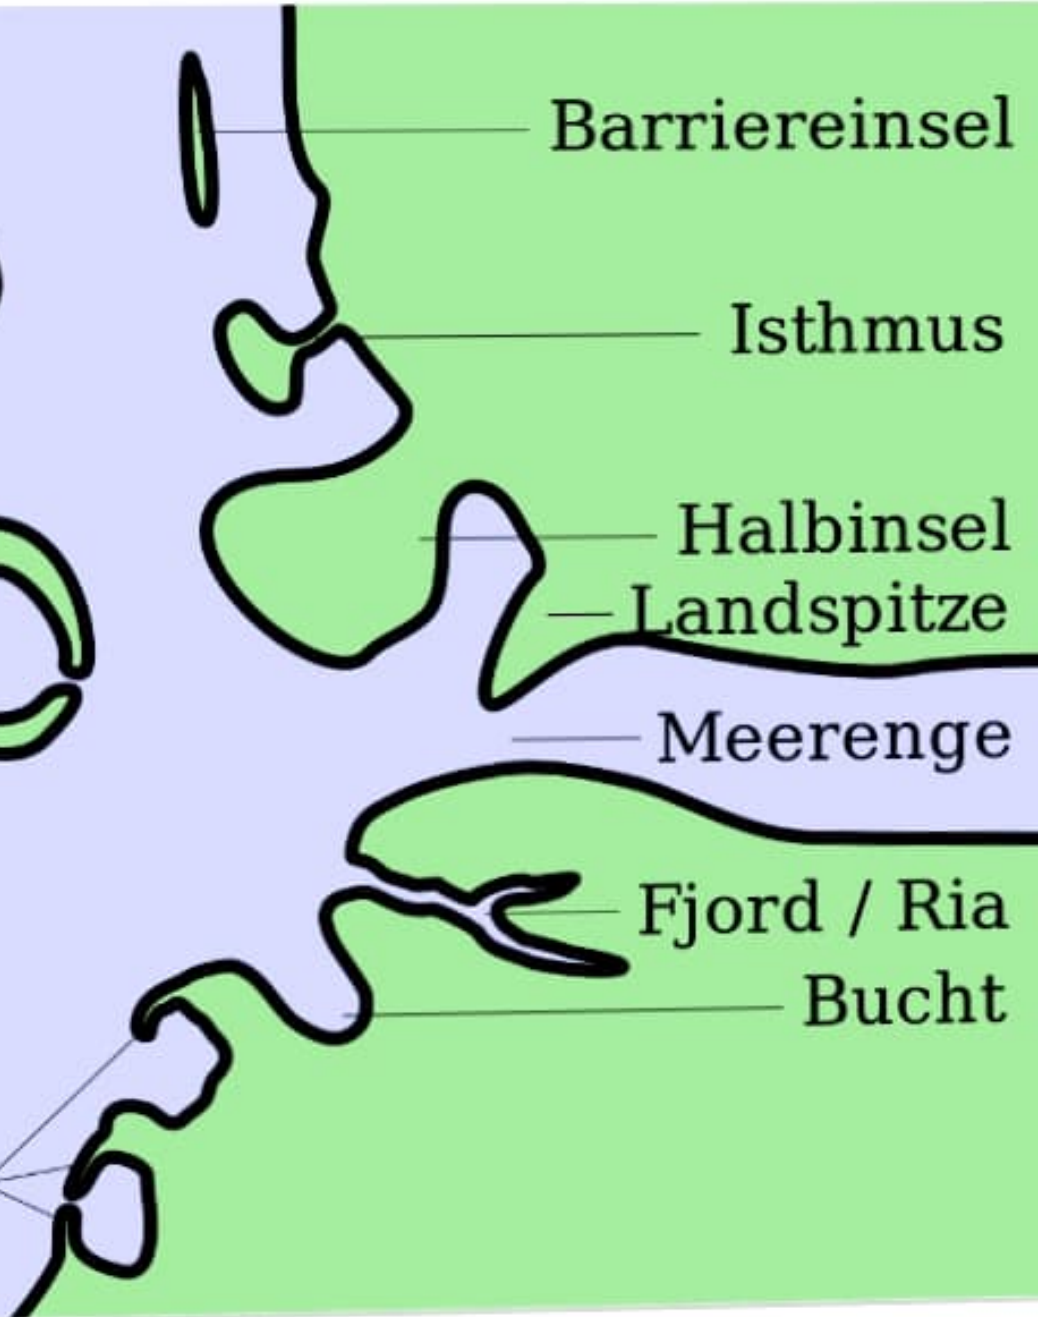 Barriereinsel
Isthmus
Halbinsel
Landspitze
Meerenge
Fjord / Ria
Bucht